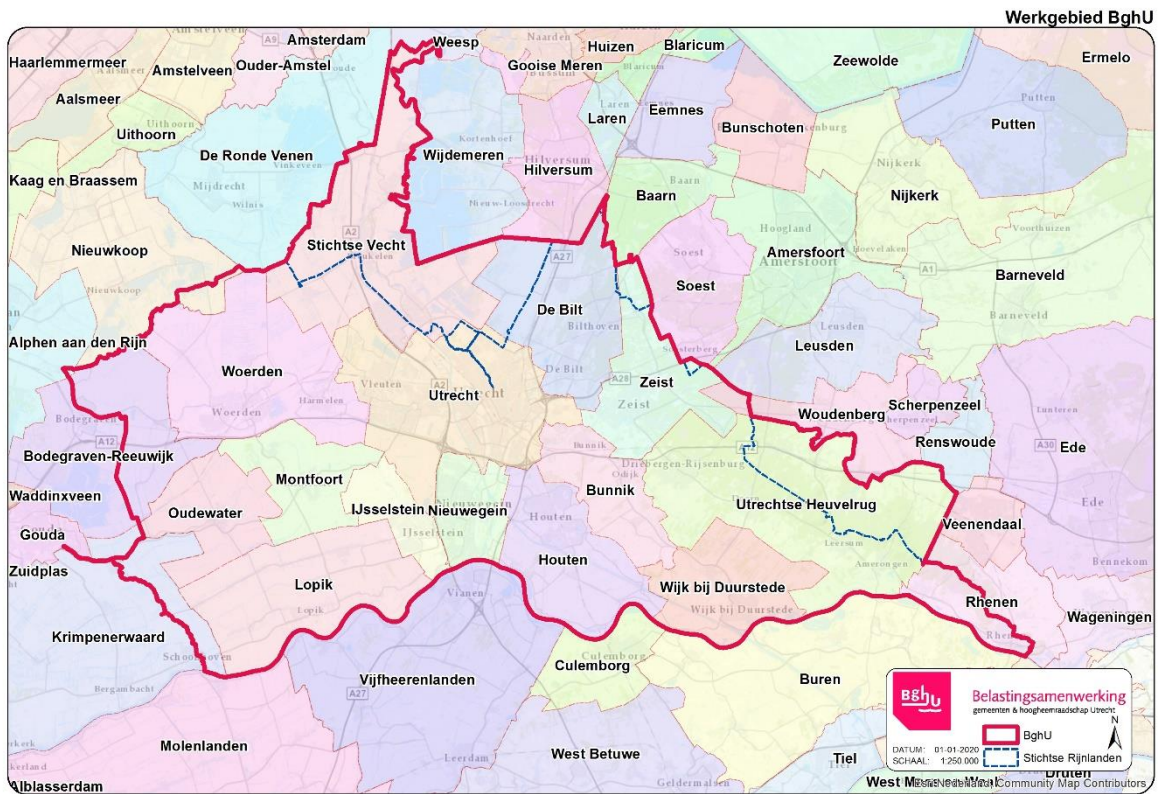 Werkgebied BghU
Amsterdam
Weesp
Huizen
Blaricum
Haarlemmermeer
Amstelveen
Ouder-Amstel
Gooise Meren
Zeewolde
Ermelo
Aalsmeer
Uithoorn
Laren
Eemnes
Bunschoten
Putten
De Ronde Venen
Wijdemeren
Hilversum
Kaag en Braassem
Baarn
Nijkerk
Nieuwkoop
Stichtse Vecht
Soest
Amersfoort
Barneveld
De Bilt
Alphen aan den Rijn
Woerden
Leusden
Utrecht
Zeist
Scherpenzeel
Woudenberg
Renswoude
Ede
Bodegraven-Reeuwijk
Montfoort
Waddinxveen
Oudewater
IJsselstein
Nieuwegein
Bunnik
Utrechtse Heuvelrug
Veenendaal
Gouda
Houten
Zuidplas
Lopik
Wijk bij Duurstede
Rhenen
Wageningen
Krimpenerwaard
Culemborg
Vijfheerenlanden
Buren
Molenlanden
West Betuwe
Tiel
Alblasserdam
Druten
BghU
Belastingsamenwerking
gemeenten & hoogheemraadschap Utrecht
N
BghU
Stichtse Rijnlanden
DATUM: 01-01-2020
SCHAAL: 1:250.000
Community Map Contributors